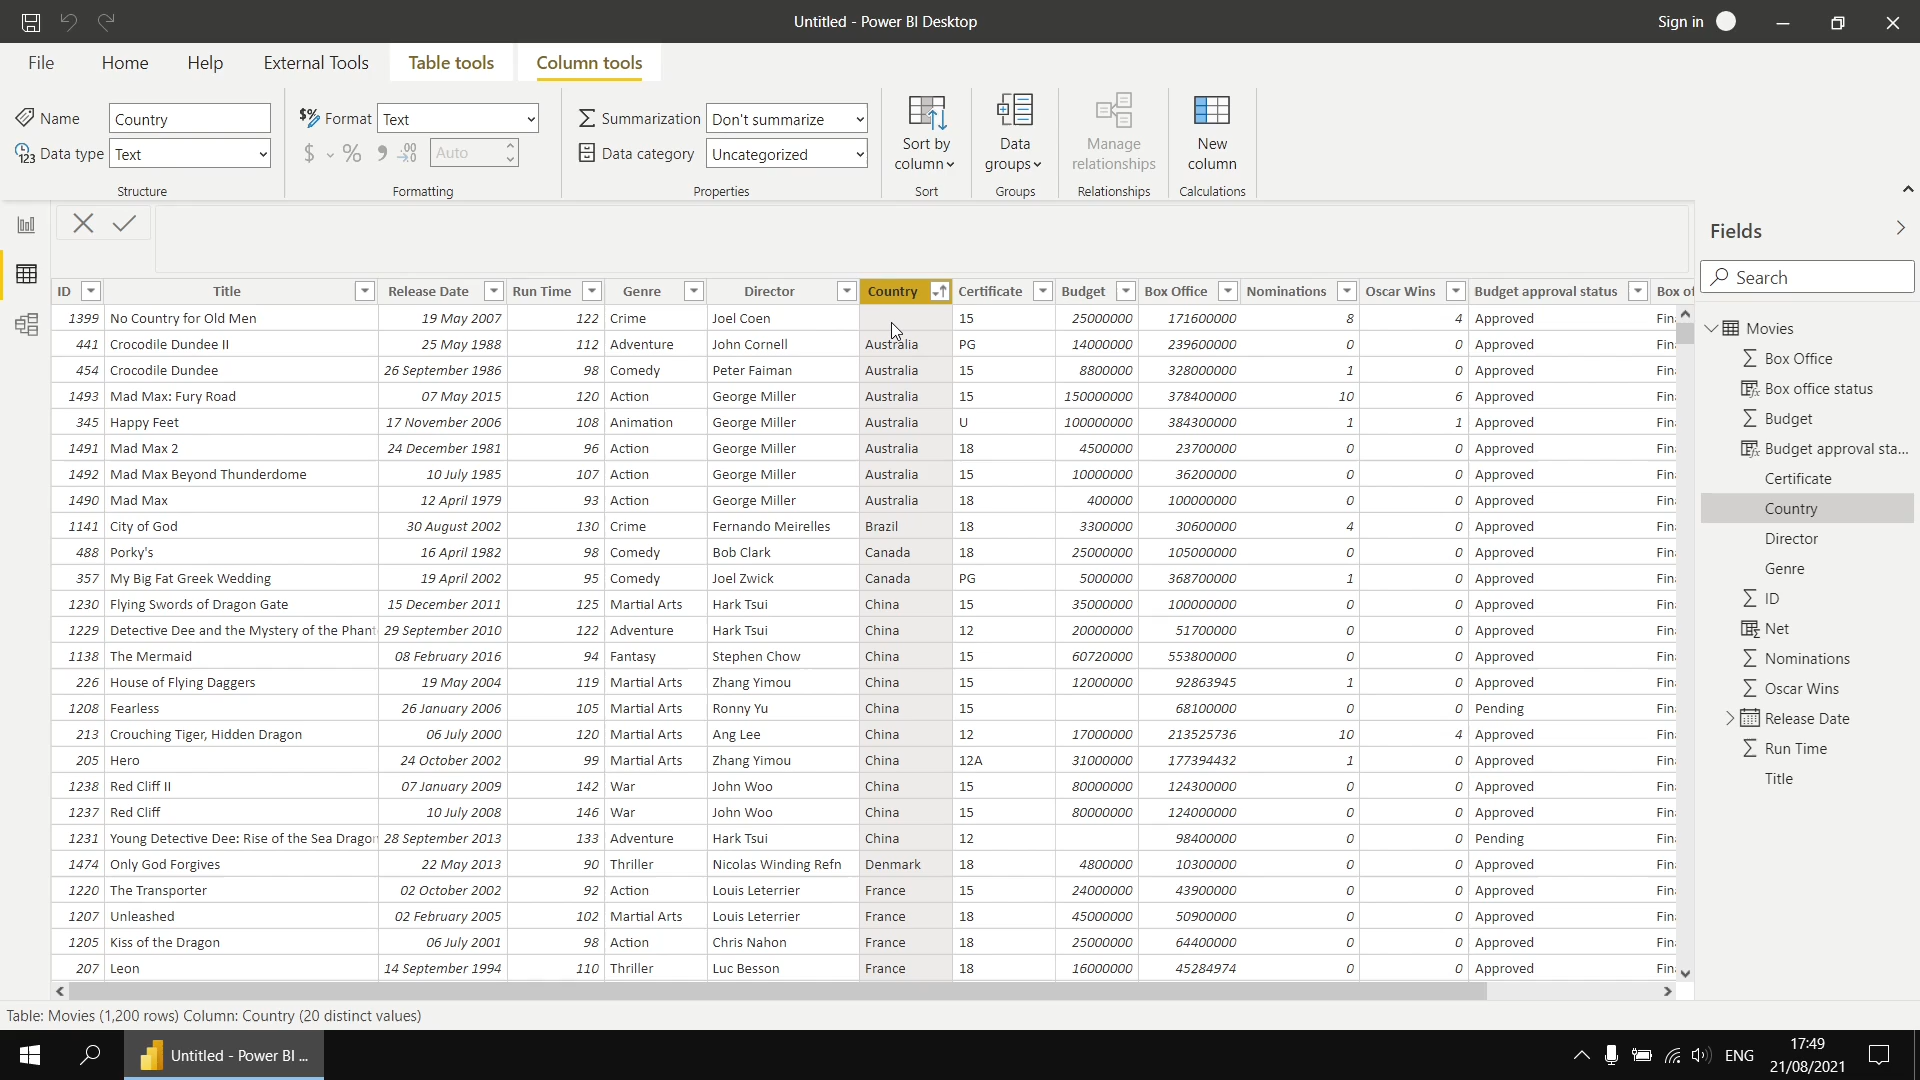 Untitled - Power BI Desktop
Sign in
File Home Help External Tools Table tools Column tools
Name Country
Data type Text
Structure
$% Format Text
$ % Auto
Formatting
Summarization Don't summarize
Data category Uncategorized
Properties
Sort by column
Sort
Data groups
Groups
Manage relationships
Relationships
New column
Calculations
ID Title Release Date Run Time Genre Director Country Certificate Budget Box Office Nominations Oscar Wins Budget approval status Box of
1399 No Country for Old Men 19 May 2007 122 Crime Joel Coen 15 25000000 171600000 8 4 Approved Fin
441 Crocodile Dundee II 25 May 1988 112 Adventure John Cornell Australia PG 14000000 239600000 0 0 Approved Fin
454 Crocodile Dundee 26 September 1986 98 Comedy Peter Faiman Australia 15 8800000 328000000 1 0 Approved Fin
1493 Mad Max: Fury Road 07 May 2015 120 Action George Miller Australia 15 150000000 378400000 10 6 Approved Fin
345 Happy Feet 17 November 2006 108 Animation George Miller Australia U 100000000 384300000 1 1 Approved Fin
1491 Mad Max 2 24 December 1981 96 Action George Miller Australia 18 4500000 23700000 0 0 Approved Fin
1492 Mad Max Beyond Thunderdome 10 July 1985 107 Action George Miller Australia 15 10000000 36200000 0 0 Approved Fin
1490 Mad Max 12 April 1979 93 Action George Miller Australia 18 400000 100000000 0 0 Approved Fin
1141 City of God 30 August 2002 130 Crime Fernando Meirelles Brazil 18 3300000 30600000 4 0 Approved Fin
488 Porky's 16 April 1982 98 Comedy Bob Clark Canada 18 25000000 105000000 0 0 Approved Fin
357 My Big Fat Greek Wedding 19 April 2002 95 Comedy Joel Zwick Canada PG 5000000 368700000 1 0 Approved Fin
1230 Flying Swords of Dragon Gate 15 December 2011 125 Martial Arts Hark Tsui China 15 35000000 100000000 0 0 Approved Fin
1229 Detective Dee and the Mystery of the Phant 29 September 2010 122 Adventure Hark Tsui China 12 20000000 51700000 0 0 Approved Fin
1138 The Mermaid 08 February 2016 94 Fantasy Stephen Chow China 15 60720000 553800000 0 0 Approved Fin
226 House of Flying Daggers 19 May 2004 119 Martial Arts Zhang Yimou China 15 12000000 92863945 1 0 Approved Fin
1208 Fearless 26 January 2006 105 Martial Arts Ronny Yu China 15 68100000 0 0 Pending Fin
213 Crouching Tiger, Hidden Dragon 06 July 2000 120 Martial Arts Ang Lee China 12 17000000 213525736 10 4 Approved Fin
205 Hero 24 October 2002 99 Martial Arts Zhang Yimou China 12A 31000000 177394432 1 0 Approved Fin
1238 Red Cliff II 07 January 2009 142 War John Woo China 15 80000000 124300000 0 0 Approved Fin
1237 Red Cliff 10 July 2008 146 War John Woo China 15 80000000 124000000 0 0 Approved Fin
1231 Young Detective Dee: Rise of the Sea Dragor 28 September 2013 133 Adventure Hark Tsui China 12 98400000 0 0 Pending Fin
1474 Only God Forgives 22 May 2013 90 Thriller Nicolas Winding Refn Denmark 18 4800000 10300000 0 0 Approved Fin
1220 The Transporter 02 October 2002 92 Action Louis Leterrier France 15 24000000 43900000 0 0 Approved Fin
1207 Unleashed 02 February 2005 102 Martial Arts Louis Leterrier France 18 45000000 50900000 0 0 Approved Fin
1205 Kiss of the Dragon 06 July 2001 98 Action Chris Nahon France 18 25000000 64400000 0 0 Approved Fin
207 Leon 14 September 1994 110 Thriller Luc Besson France 18 16000000 45284974 0 0 Approved Fin
Fields
Search
Movies
Box Office
Box office status
Budget
Budget approval sta...
Certificate
Country
Director
Genre
ID
Net
Nominations
Oscar Wins
Release Date
Run Time
Title
Table: Movies (1,200 rows) Column: Country (20 distinct values)
Untitled - Power BI ...
ENG
17:49
21/08/2021